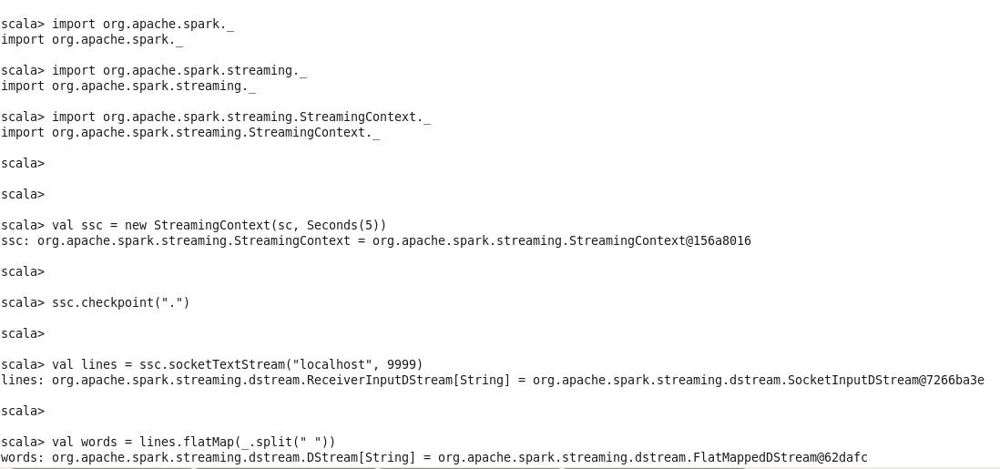 scala> import org.apache.spark._
import org.apache.spark._
scala> import org.apache.spark.streaming._
import org.apache.spark.streaming._
scala> import org.apache.spark.streaming.StreamingContext._
import org.apache.spark.streaming.StreamingContext._
scala>
scala>
scala> val ssc = new StreamingContext(sc, Seconds(5))
ssc: org.apache.spark.streaming.StreamingContext = org.apache.spark.streaming.StreamingContext@156a8016
scala>
scala> ssc.checkpoint(".")
scala>
scala> val lines = ssc.socketTextStream("localhost", 9999)
lines: org.apache.spark.streaming.dstream.ReceiverInputDStream[String] = org.apache.spark.streaming.dstream.SocketInputDStream@7266ba3e
scala>
scala> val words = lines.flatMap(_.split(" "))
words: org.apache.spark.streaming.dstream.DStream[String] = org.apache.spark.streaming.dstream.FlatMappedDStream@62dafc